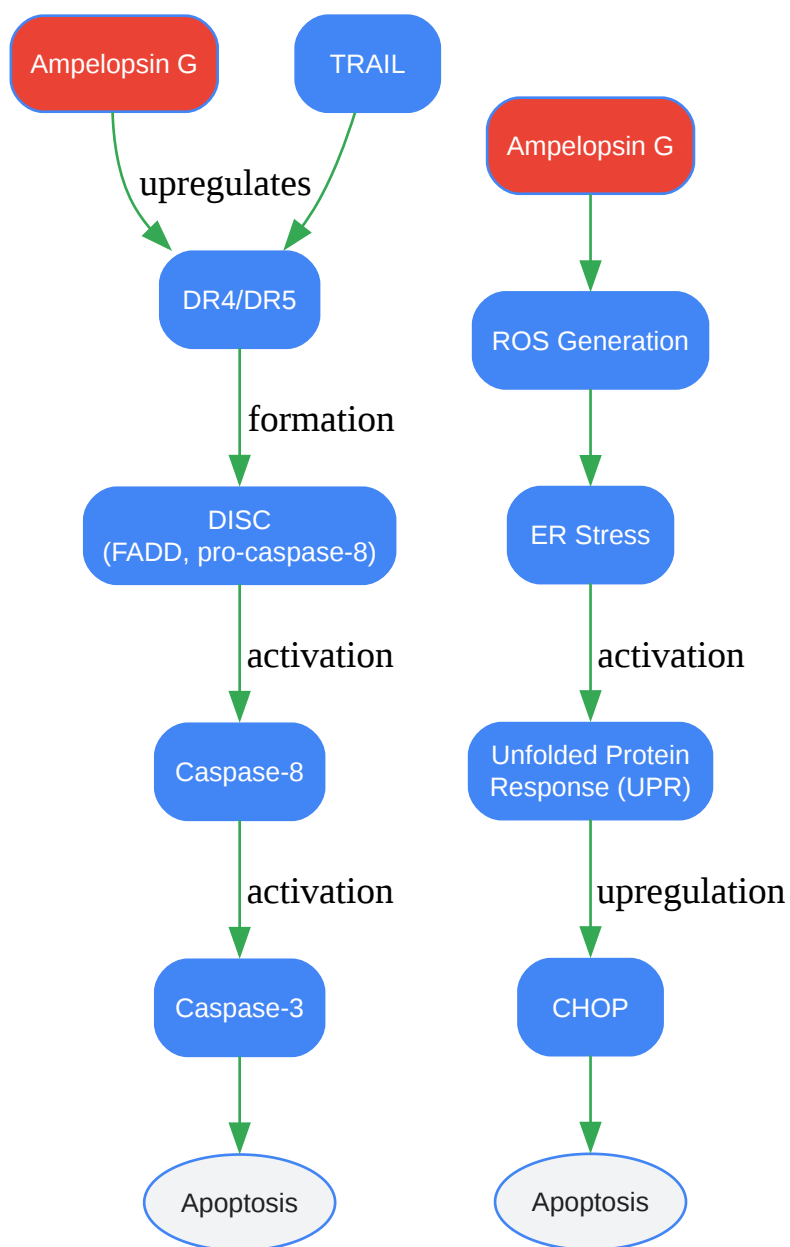 Ampelopsin G
TRAIL
upregulates
DR4/DR5
formation
DISC
(FADD, pro-caspase-8)
activation
Caspase-8
activation
Caspase-3
Apoptosis
Ampelopsin G
ROS Generation
ER Stress
activation
Unfolded Protein
Response (UPR)
upregulation
CHOP
Apoptosis